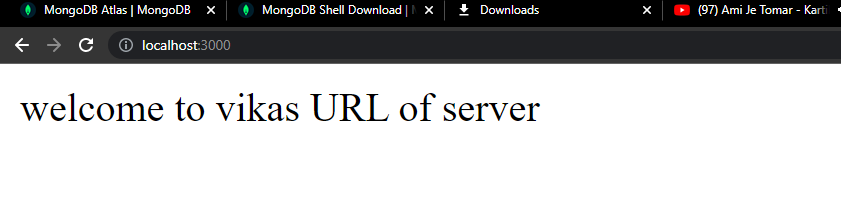 MongoDB Atlas | MongoDB
MongoDB Shell Download |
Downloads
(97) Ami Je Tomar - Karti
localhost:3000
welcome to vikas URL of server